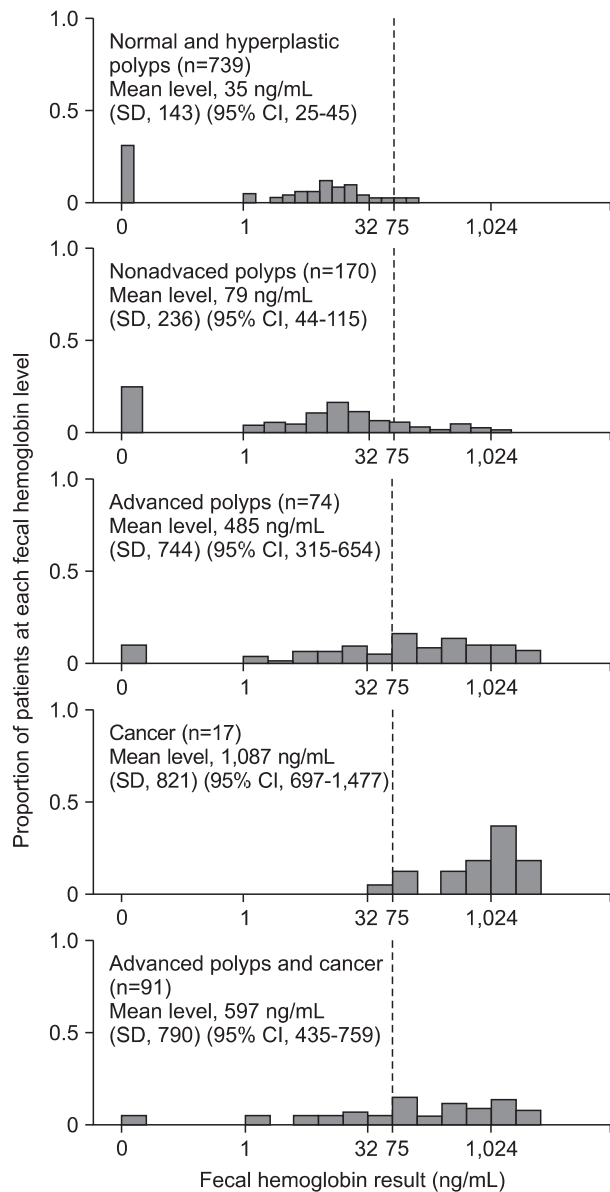 Proportion of patients at each fecal hemoglobin level
1.0
Normal and hyperplastic
polyps (n=739)
Mean level, 35 ng/mL
(SD, 143) (95% CI, 25-45)
0.5
0
0 1 32 75 1,024
1.0
Nonadvaced polyps (n=170)
Mean level, 79 ng/mL
(SD, 236) (95% CI, 44-115)
0.5
0
0 1 32 75 1,024
1.0
Advanced polyps (n=74)
Mean level, 485 ng/mL
(SD, 744) (95% CI, 315-654)
0.5
0
0 1 32 75 1,024
1.0
Cancer (n=17)
Mean level, 1,087 ng/mL
(SD, 821) (95% CI, 697-1,477)
0.5
0
0 1 32 75 1,024
1.0
Advanced polyps and cancer
(n=91)
Mean level, 597 ng/mL
(SD, 790) (95% CI, 435-759)
0.5
0
0 1 32 75 1,024
Fecal hemoglobin result (ng/mL)